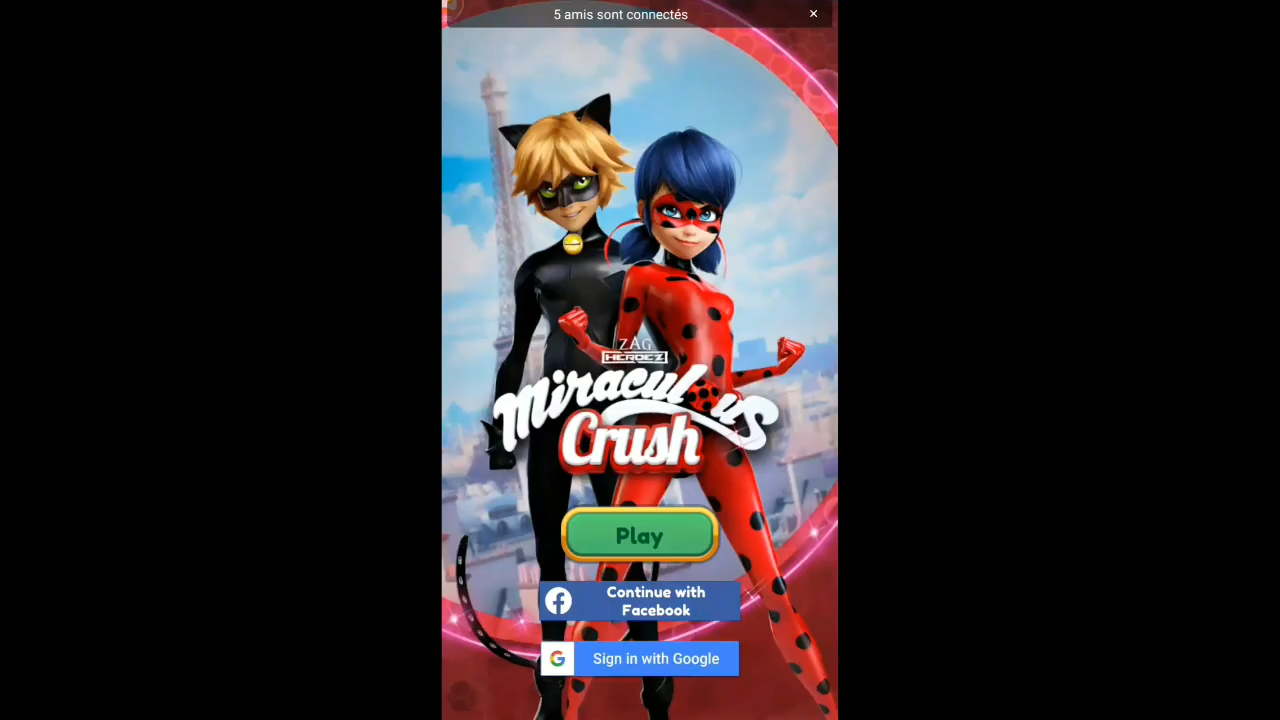 5 amis sont connectés
×
ZAG
HEROEZ
Miraculous
Crush
Play
Continue with
Facebook
G
Sign in with Google